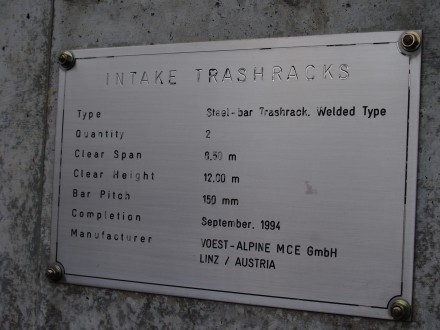 INTAKE TRASHRACKS
Type Steel-bar Trashrack, Welded Type
Quantity 2
Clear Span 6,60 m
Clear Height 12,00 m
Bar Pitch 150 mm
Completion September, 1994
Manufacturer VOEST-ALPINE MCE GmbH
LINZ / AUSTRIA